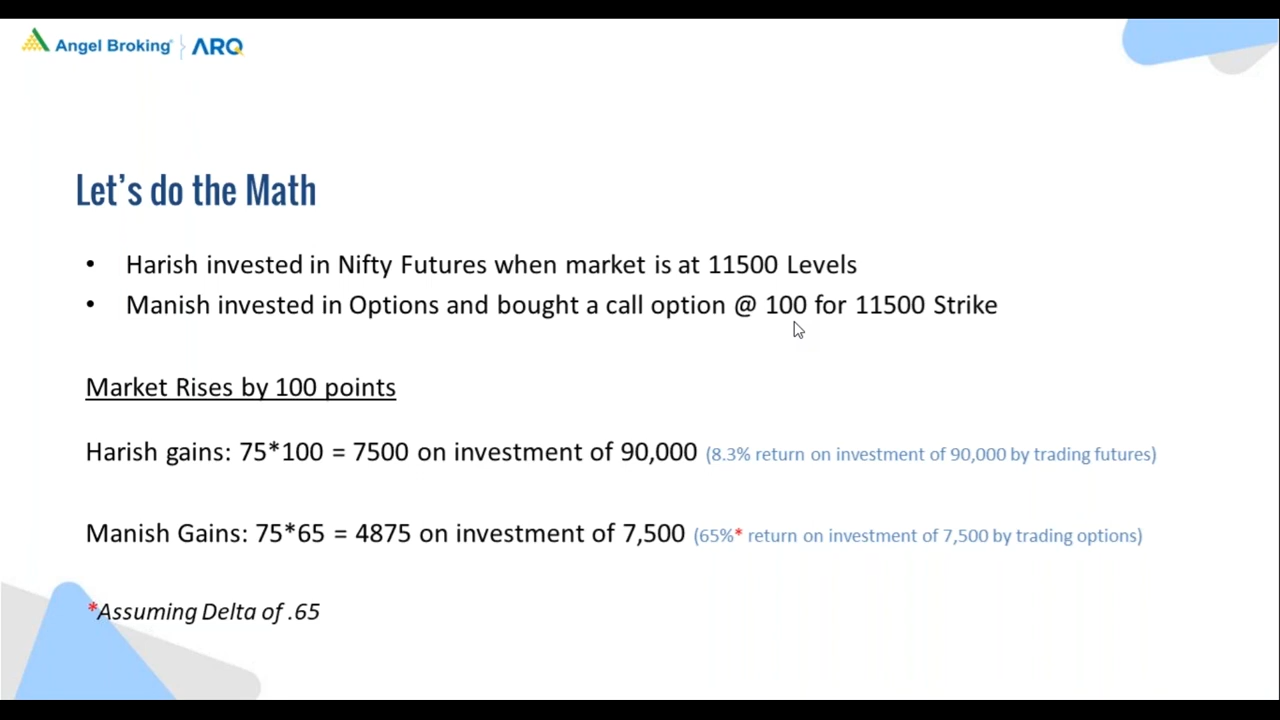 Angel Broking | ARQ
Let's do the Math
• Harish invested in Nifty Futures when market is at 11500 Levels
• Manish invested in Options and bought a call option @ 100 for 11500 Strike
Market Rises by 100 points
Harish gains: 75*100 = 7500 on investment of 90,000 (8.3% return on investment of 90,000 by trading futures)
Manish Gains: 75*65 = 4875 on investment of 7,500 (65%* return on investment of 7,500 by trading options)
*Assuming Delta of .65